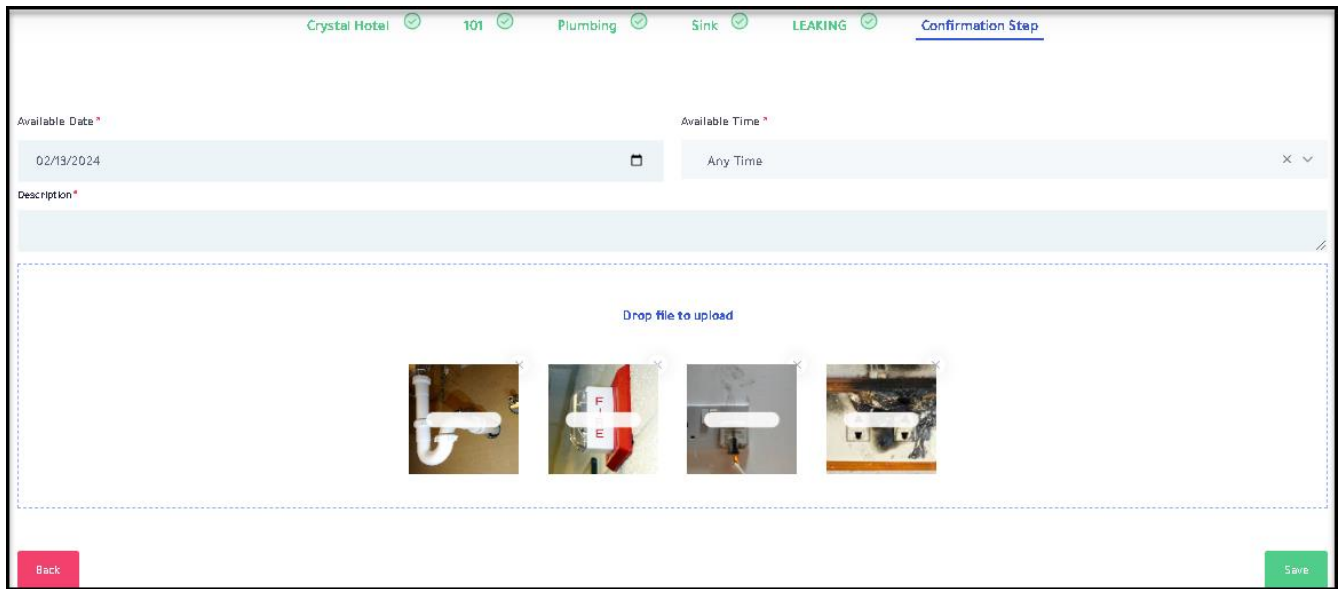 Crystal Hotel 101 Plumbing Sink LEAKING Confirmation Step
Available Date* Available Time*
02/13/2024 Any Time
Description*
Drop file to upload
F
E
Back Save